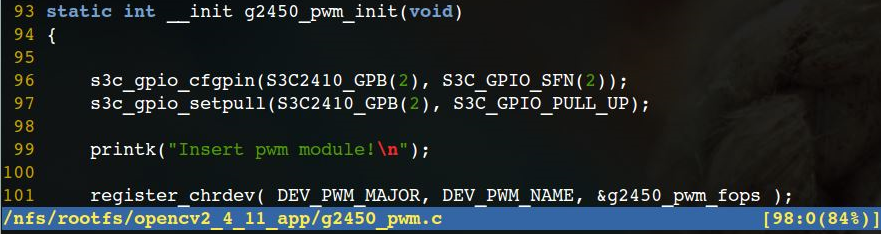 93 static int __init g2450_pwm_init(void)
94 {
95
96     s3c_gpio_cfgpin(S3C2410_GPB(2), S3C_GPIO_SFN(2));
97     s3c_gpio_setpull(S3C2410_GPB(2), S3C_GPIO_PULL_UP);
98
99     printk("Insert pwm module!\n");
100
101     register_chrdev( DEV_PWM_MAJOR, DEV_PWM_NAME, &g2450_pwm_fops );
/nfs/rootfs/opencv2_4_11_app/g2450_pwm.c [98:0(84%)]